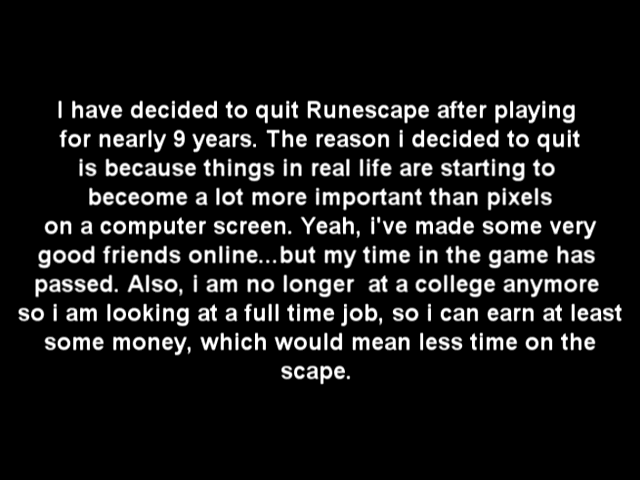 I have decided to quit Runescape after playing
for nearly 9 years. The reason i decided to quit
is because things in real life are starting to
beceome a lot more important than pixels
on a computer screen. Yeah, i've made some very
good friends online...but my time in the game has
passed. Also, i am no longer  at a college anymore
so i am looking at a full time job, so i can earn at least
some money, which would mean less time on the
scape.